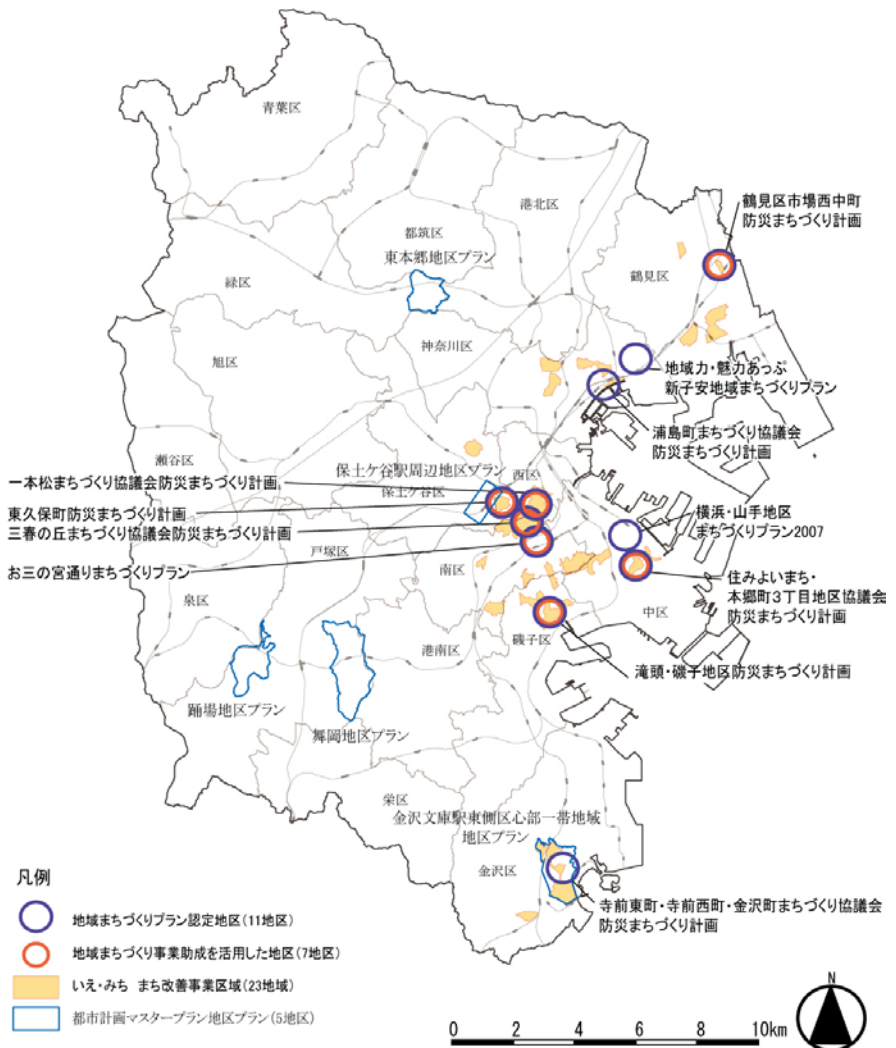 青葉区
港北区
鶴見区市場西中町
防災まちづくり計画
都筑区
東本郷地区プラン
緑区
鶴見区
神奈川区
旭区
地域力・魅力あっぷ
新子安地域まちづくりプラン
浦島町まちづくり協議会
防災まちづくり計画
瀬谷区
保土ケ谷駅周辺地区プラン
西区
一本松まちづくり協議会防災まちづくり計画
保土ケ谷区
東久保町防災まちづくり計画
横浜・山手地区
まちづくりプラン2007
三春の丘まちづくり協議会防災まちづくり計画
戸塚区
お三の宮通りまちづくりプラン
南区
住みよいまち・
本郷町3丁目地区協議会
防災まちづくり計画
泉区
中区
磯子区
港南区
滝頭・磯子地区防災まちづくり計画
踊場地区プラン
舞岡地区プラン
栄区
金沢文庫駅東側区心部一帯地域
地区プラン
金沢区
寺前東町・寺前西町・金沢町まちづくり協議会
防災まちづくり計画
凡例
地域まちづくりプラン認定地区(11地区)
地域まちづくり事業助成を活用した地区(7地区)
いえ・みち まち改善事業区域(23地域)
都市計画マスタープラン地区プラン(5地区)
0 2 4 6 8 10km
N